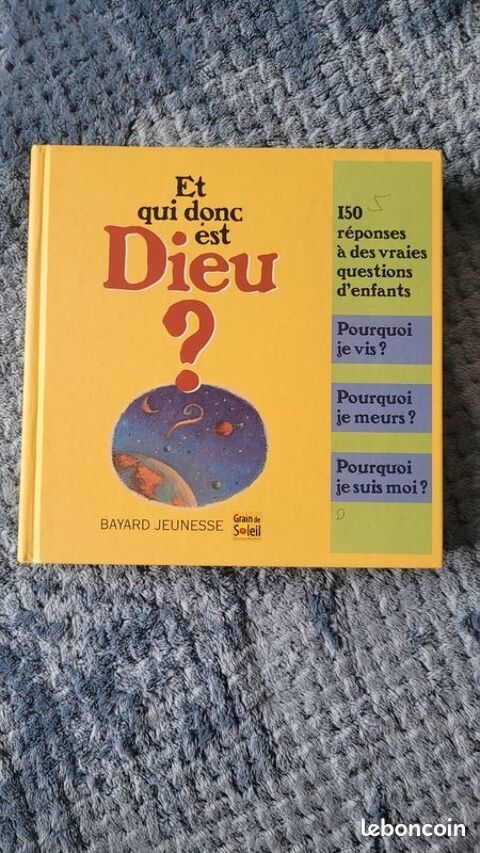 Et
qui donc
est
Dieu
?
BAYARD JEUNESSE
Grain de
Soleil
150
réponses
à des vraies
questions
d'enfants
Pourquoi
je vis ?
Pourquoi
je meurs ?
Pourquoi
je suis moi ?
leboncoin